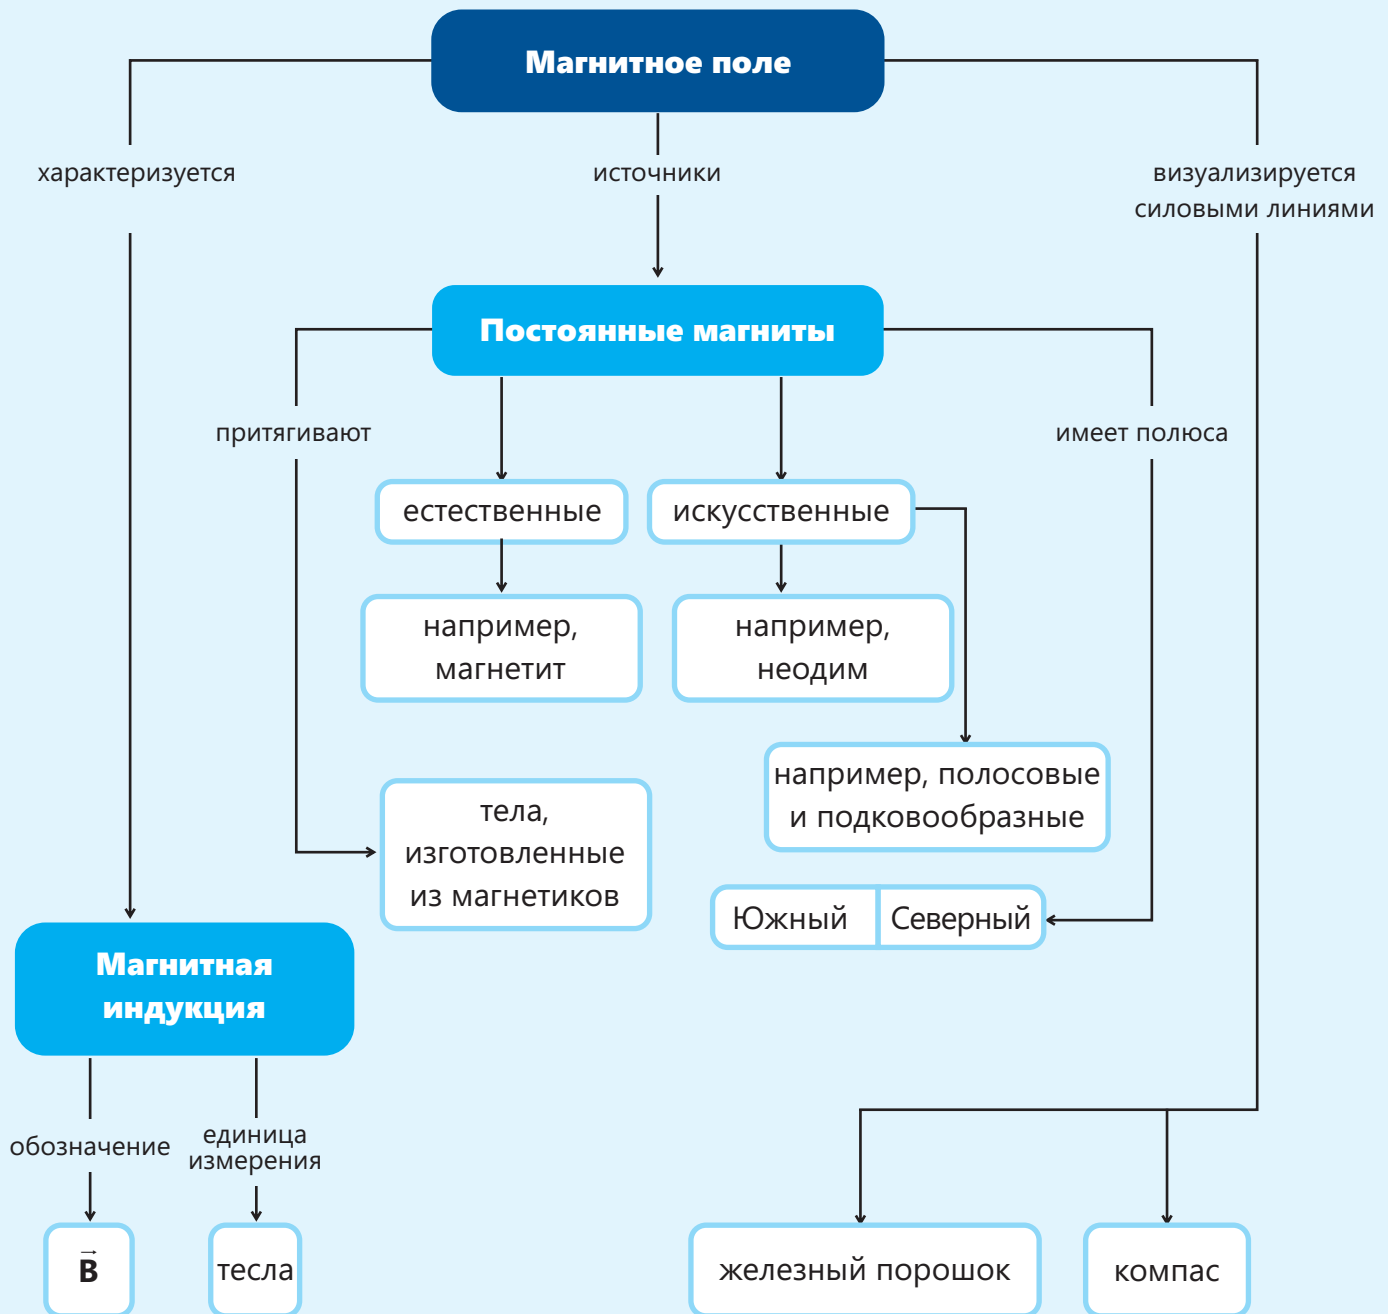 Магнитное поле
характеризуется
источники
визуализируется
силовыми линиями
Постоянные магниты
притягивают
имеет полюса
естественные
искусственные
например,
магнетит
например,
неодим
например, полосовые
и подковообразные
тела,
изготовленные
из магнетиков
Южный
Северный
Магнитная
индукция
обозначение
единица
измерения
B⃗
тесла
железный порошок
компас